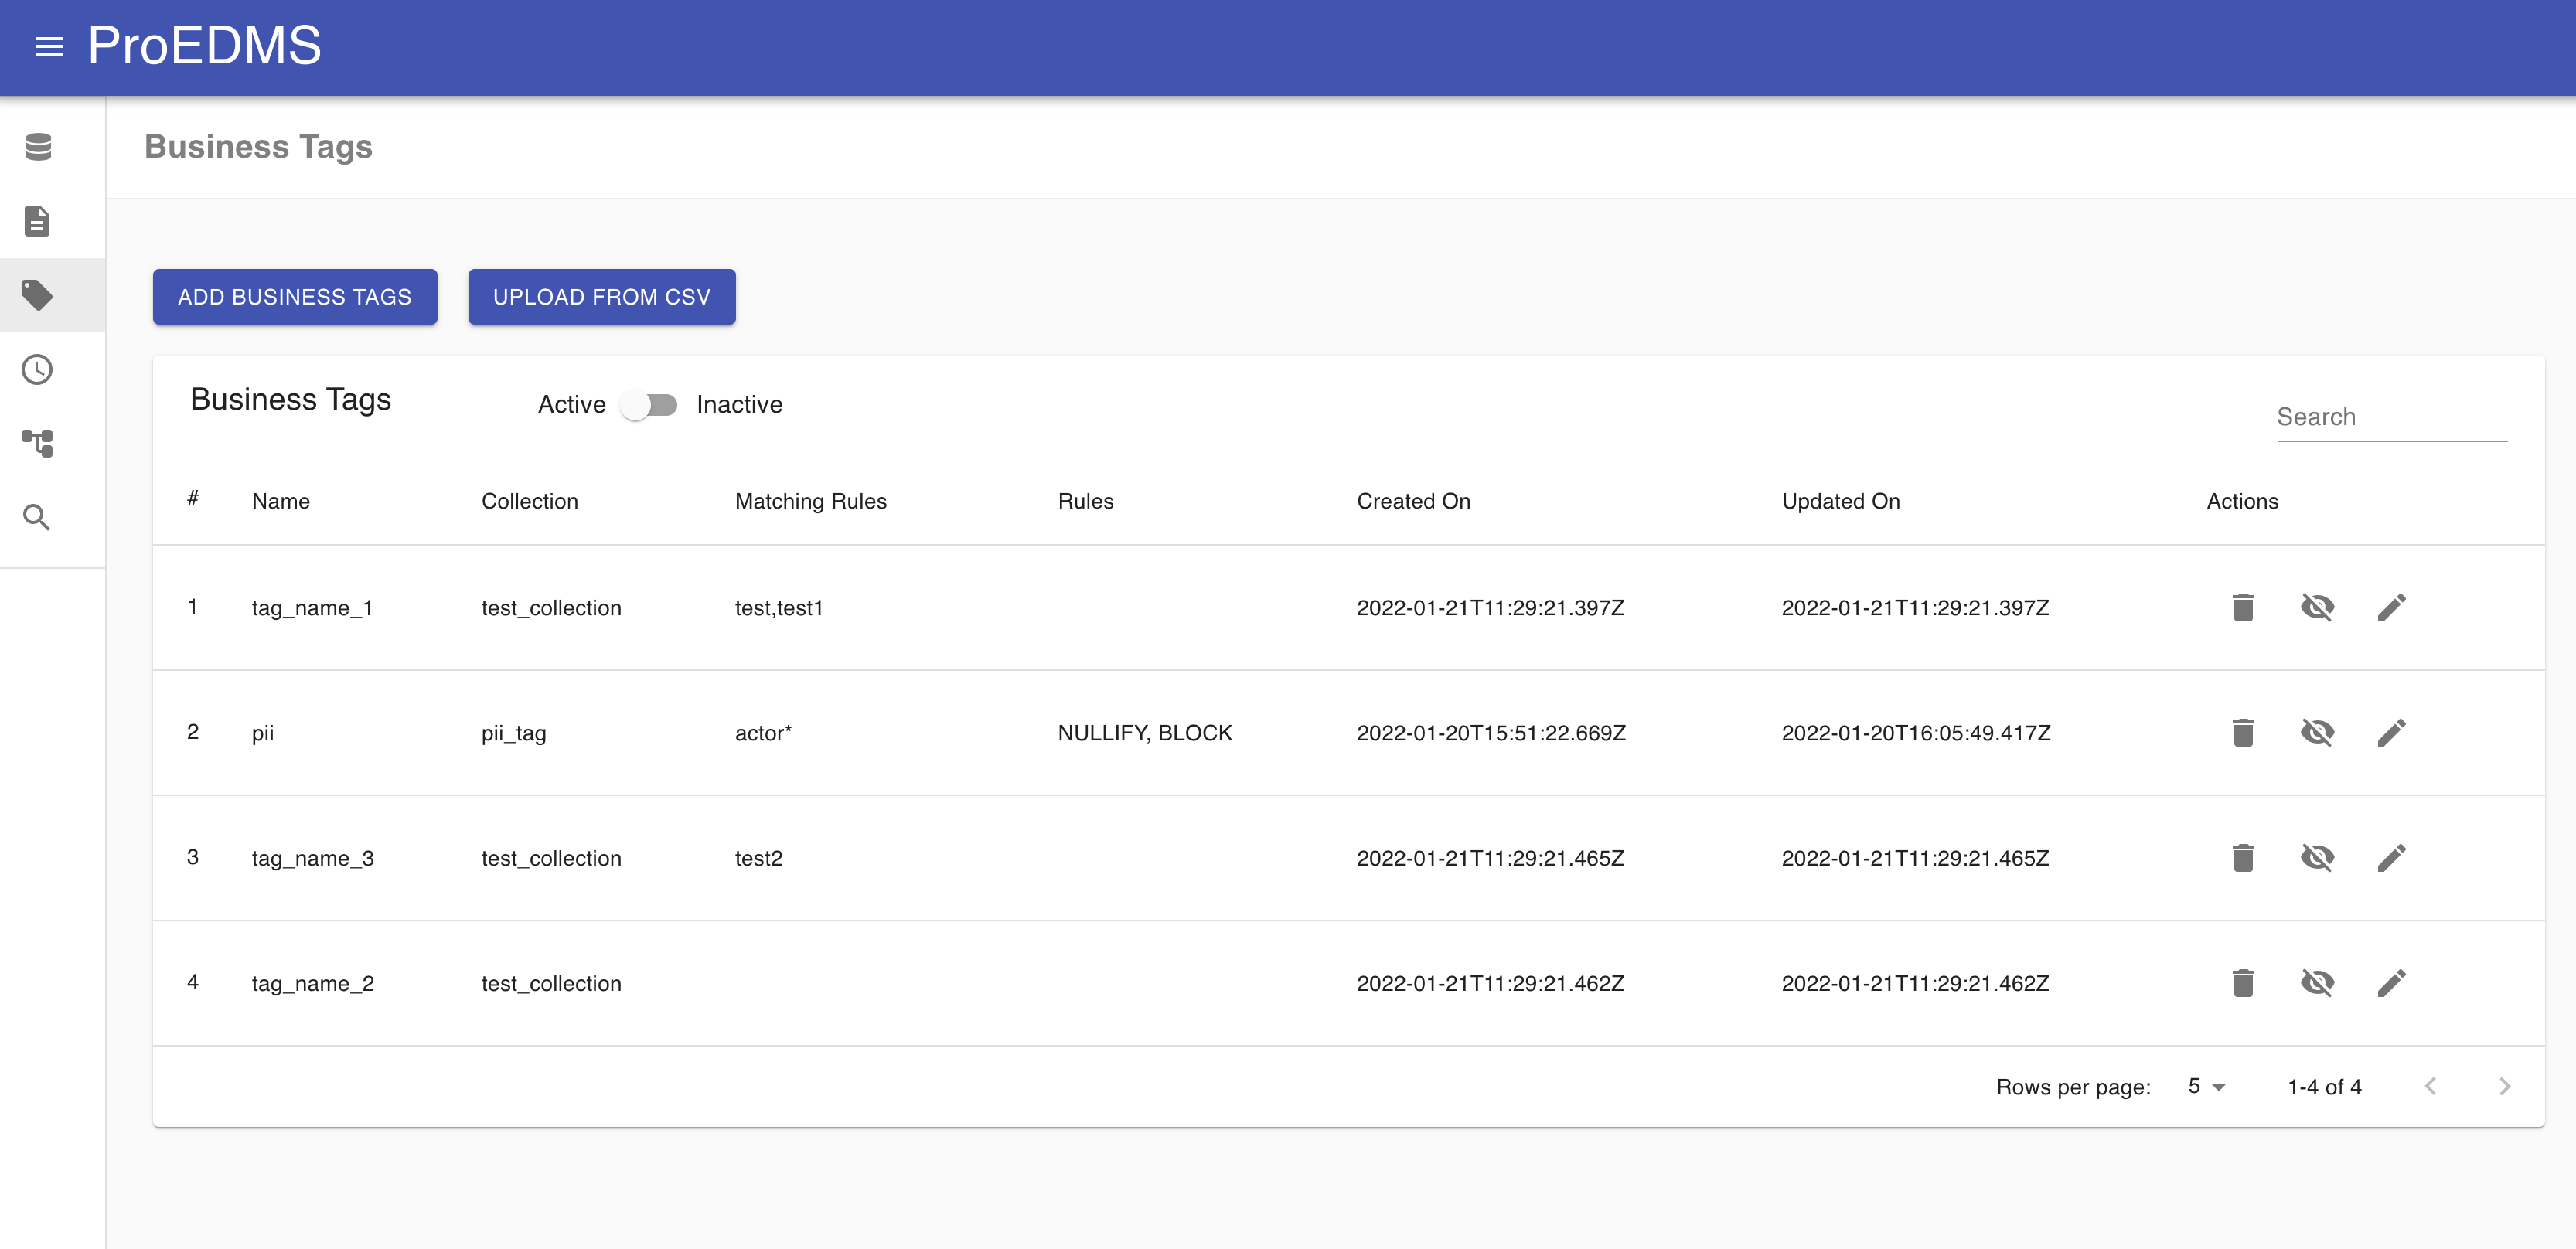 ProEDMS
Business Tags
ADD BUSINESS TAGS UPLOAD FROM CSV
Business Tags Active Inactive Search
# Name Collection Matching Rules Rules Created On Updated On Actions
1 tag_name_1 test_collection test,test1 2022-01-21T11:29:21.397Z 2022-01-21T11:29:21.397Z
2 pii pii_tag actor* NULLIFY, BLOCK 2022-01-20T15:51:22.669Z 2022-01-20T16:05:49.417Z
3 tag_name_3 test_collection test2 2022-01-21T11:29:21.465Z 2022-01-21T11:29:21.465Z
4 tag_name_2 test_collection 2022-01-21T11:29:21.462Z 2022-01-21T11:29:21.462Z
Rows per page: 5 1-4 of 4